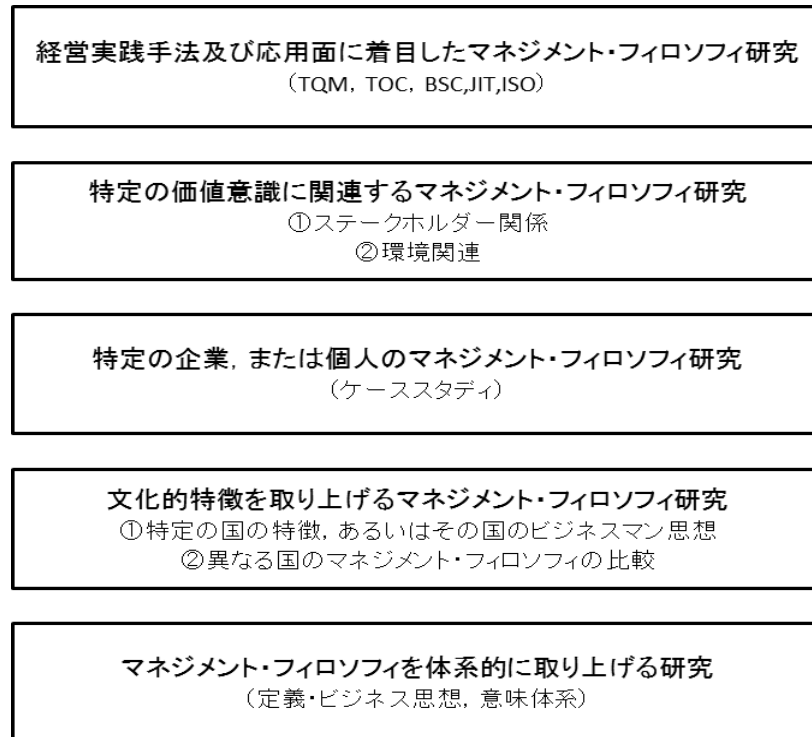 経営実践手法及び応用面に着目したマネジメント・フィロソフィ研究
（TQM，TOC，BSC,JIT,ISO）
特定の価値意識に関連するマネジメント・フィロソフィ研究
①ステークホルダー関係
②環境関連
特定の企業，または個人のマネジメント・フィロソフィ研究
（ケーススタディ）
文化的特徴を取り上げるマネジメント・フィロソフィ研究
①特定の国の特徴，あるいはその国のビジネスマン思想
②異なる国のマネジメント・フィロソフィの比較
マネジメント・フィロソフィを体系的に取り上げる研究
（定義・ビジネス思想，意味体系）